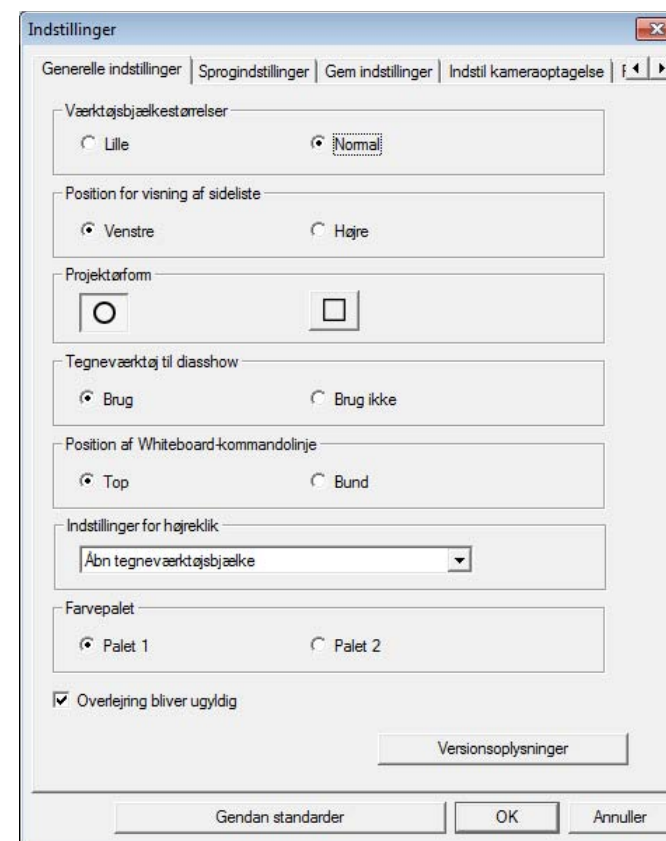 Indstillinger
Generelle indstillinger Sprogindstillinger Gem indstillinger Indstil kameraoptagelse
Værktøjsbjælkestørrelser
Lille Normal
Position for visning af sideliste
Venstre Højre
Projektørform
Tegneværktøj til diasshow
Brug Brug ikke
Position af Whiteboard-kommandolinje
Top Bund
Indstillinger for højreklik
Åbn tegneværktøjsbjælke
Farvepalet
Palet 1 Palet 2
Overlejring bliver ugyldig
Versionsoplysninger
Gendan standarder OK Annuller